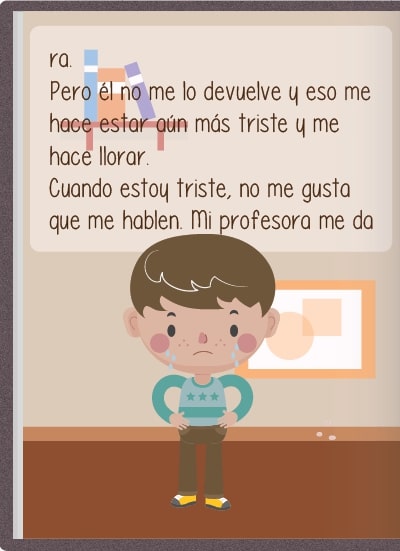 ra.
Pero él no me lo devuelve y eso me
hace estar aún más triste y me
hace llorar.
Cuando estoy triste, no me gusta
que me hablen. Mi profesora me da